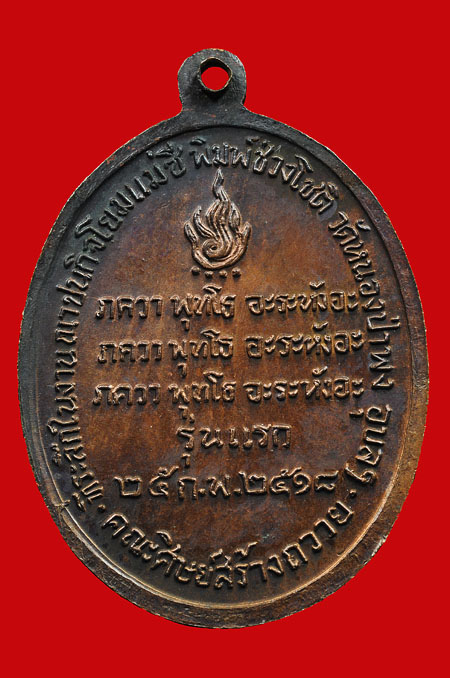 ที่ระลึกในงานฌาปนกิจโยมแม่ชี พิมพ์ ช่วงโชติ วัดหนองป่าพง อุบลฯ
ภควา พุทโธ อะระหังอะ
ภควา พุทโธ อะระหังอะ
ภควา พุทโธ อะระหังอะ
รุ่นแรก
๒๕ ก.พ. ๒๕๑๘
คณะศิษย์สร้างถวาย